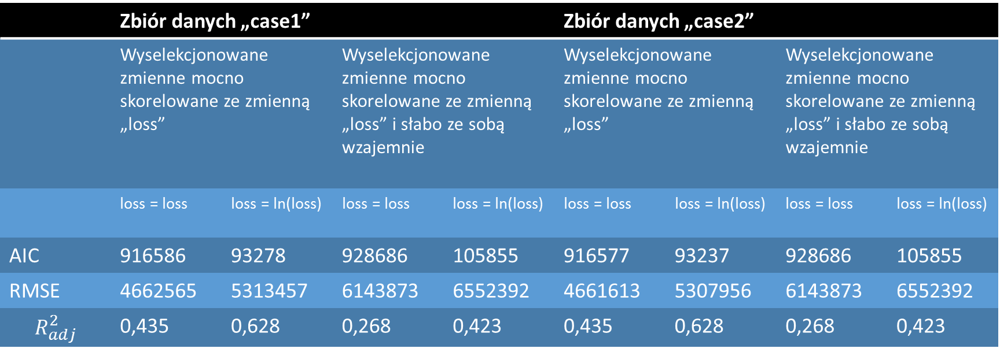 Zbiór danych „case1” Zbiór danych „case2”
Wyselekcjonowane
zmienne mocno
skorelowane ze zmienną
„loss”
Wyselekcjonowane
zmienne mocno
skorelowane ze zmienną
„loss” i słabo ze sobą
wzajemnie
Wyselekcjonowane
zmienne mocno
skorelowane ze zmienną
„loss”
Wyselekcjonowane
zmienne mocno
skorelowane ze zmienną
„loss” i słabo ze sobą
wzajemnie
loss = loss loss = ln(loss) loss = loss loss = ln(loss) loss = loss loss = ln(loss) loss = loss loss = ln(loss)
AIC 916586 93278 928686 105855 916577 93237 928686 105855
RMSE 4662565 5313457 6143873 6552392 4661613 5307956 6143873 6552392
R²adj 0,435 0,628 0,268 0,423 0,435 0,628 0,268 0,423